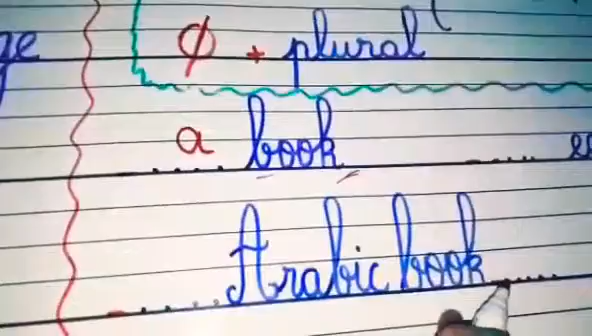 ø + plural
..... a book .....
..... Arabic book .....